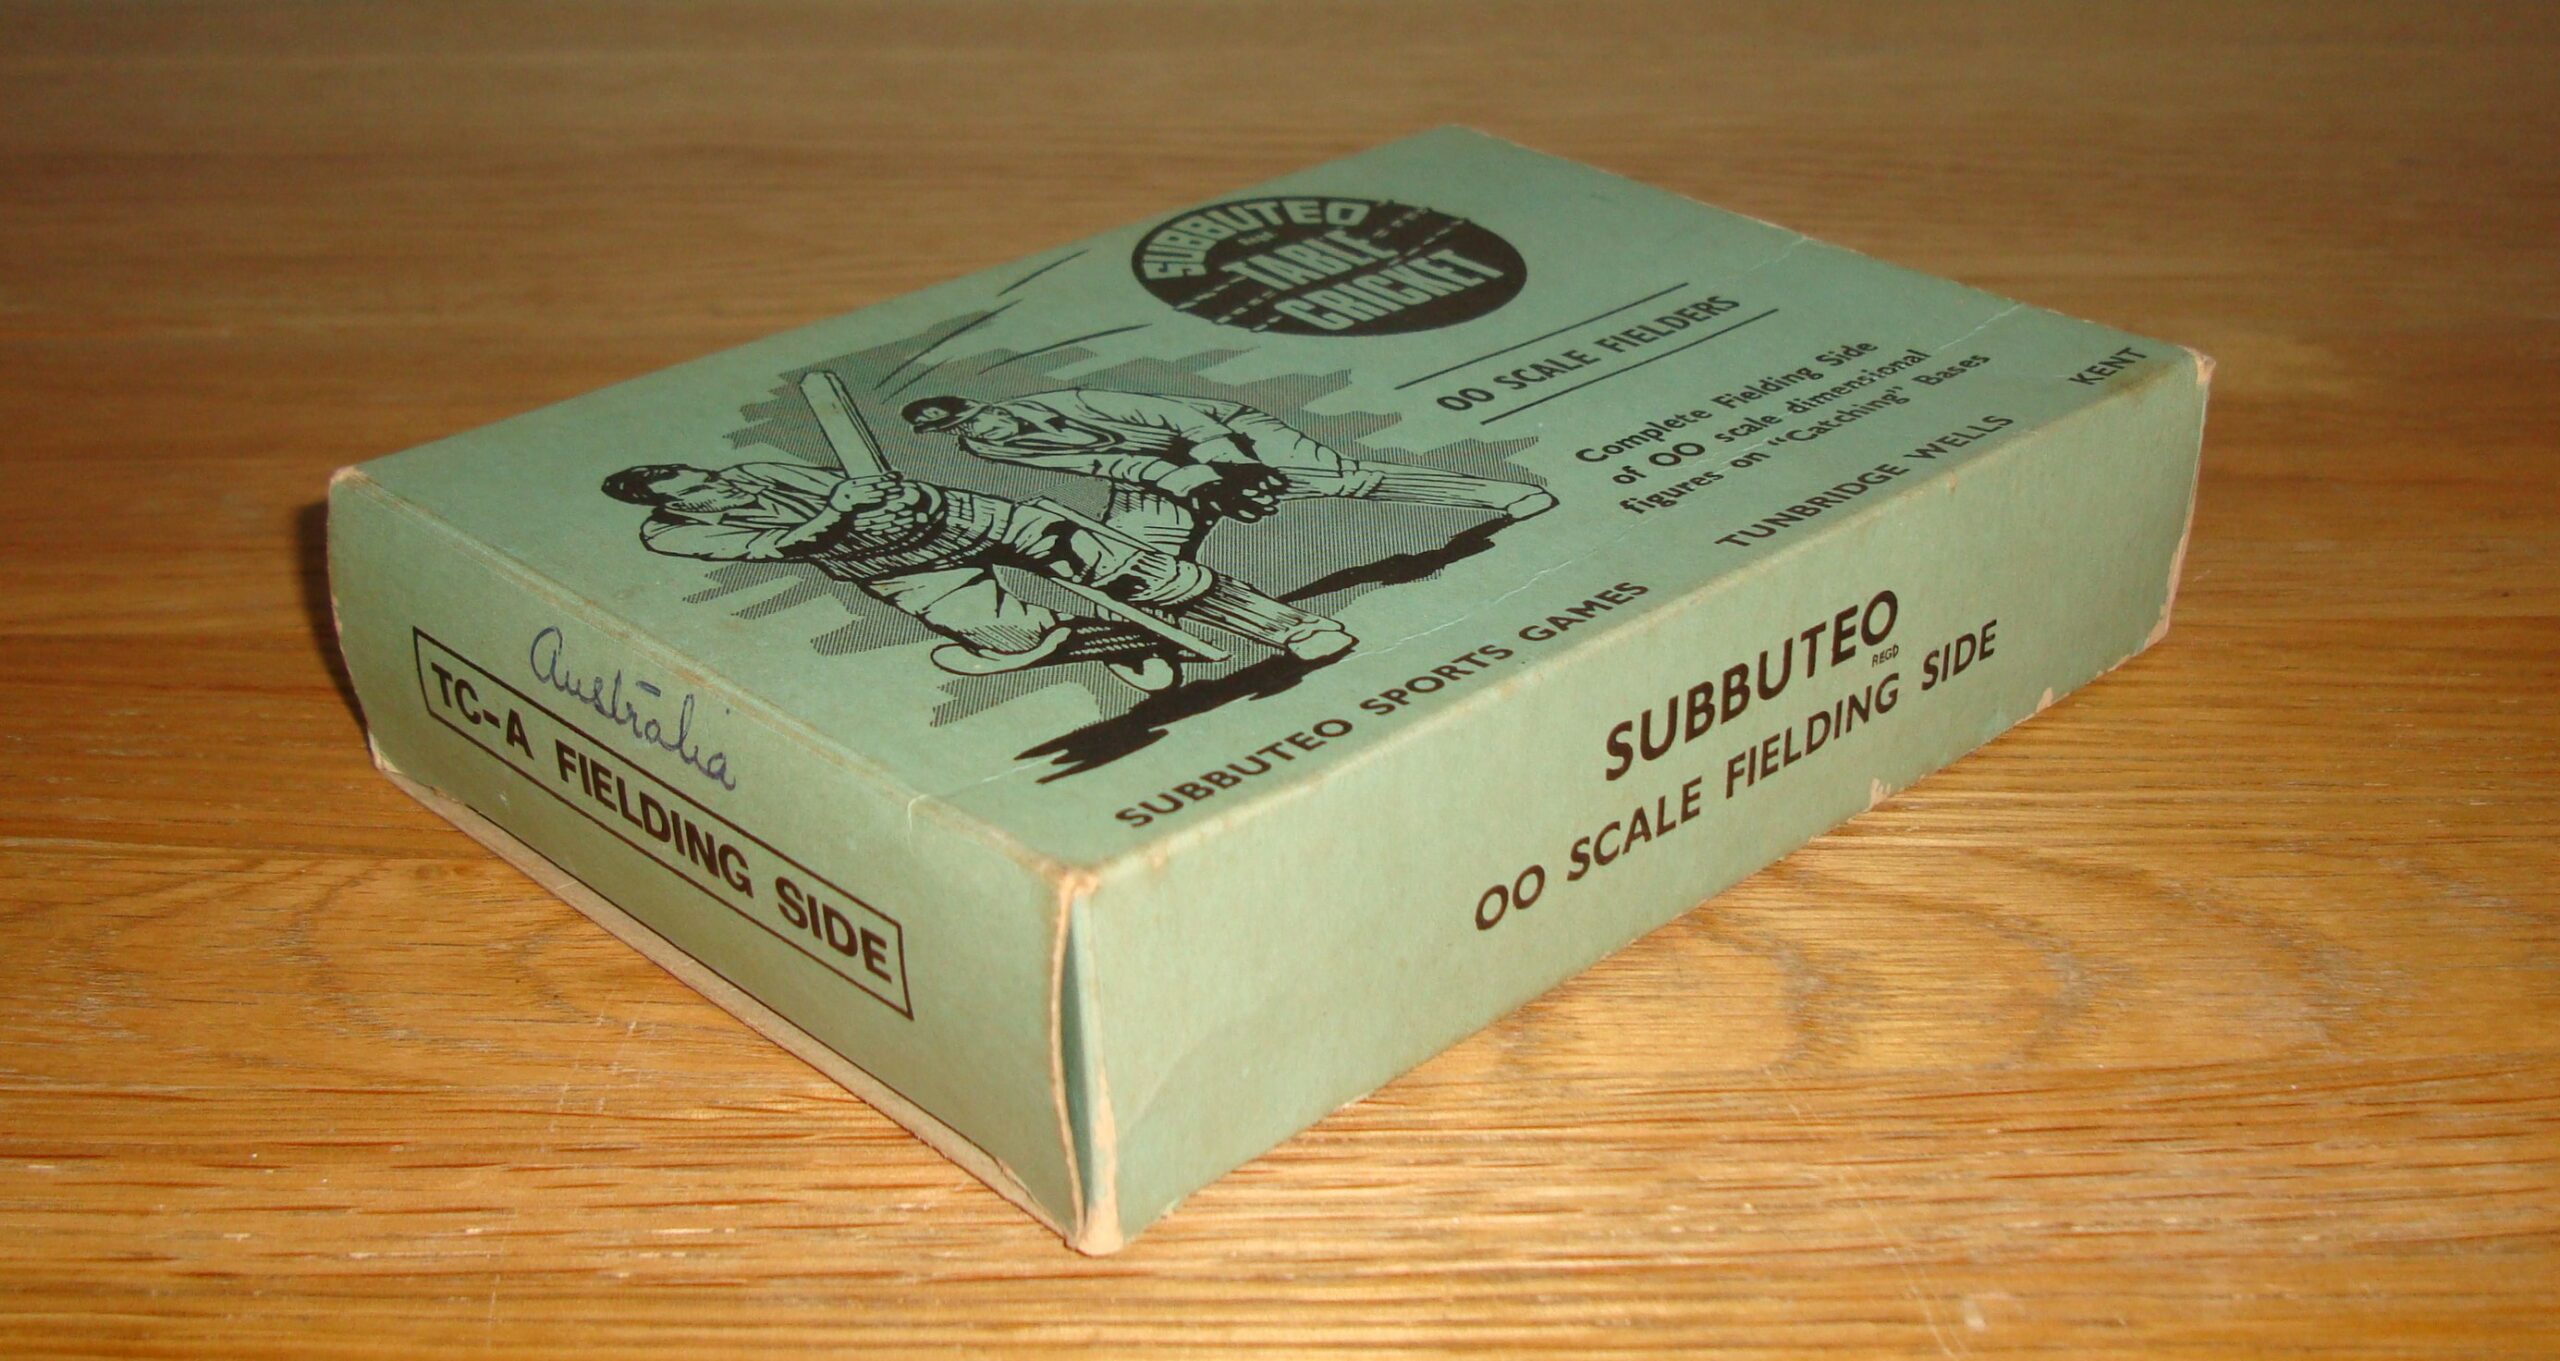 SUBBUTEO
REGD
TABLE
CRICKET
OO SCALE FIELDERS
Complete Fielding Side
of OO scale dimensional
figures on "Catching" Bases
SUBBUTEO SPORTS GAMES TUNBRIDGE WELLS KENT
Australia
TC-A FIELDING SIDE
SUBBUTEO
REGD
OO SCALE FIELDING SIDE